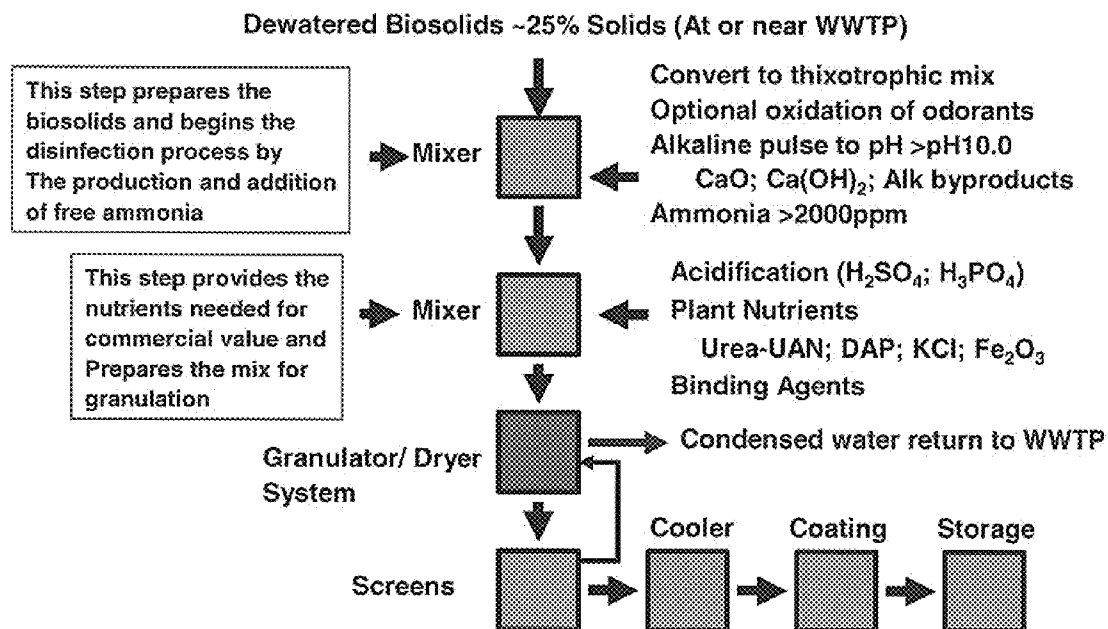 Dewatered Biosolids ~25% Solids (At or near WWTP)
This step prepares the
biosolids and begins the
disinfection process by
The production and addition
of free ammonia
Mixer
Convert to thixotrophic mix
Optional oxidation of odorants
Alkaline pulse to pH >pH10.0
CaO; Ca(OH)₂; Alk byproducts
Ammonia >2000ppm
This step provides the
nutrients needed for
commercial value and
Prepares the mix for
granulation
Mixer
Acidification (H₂SO₄; H₃PO₄)
Plant Nutrients
Urea-UAN; DAP; KCl; Fe₂O₃
Binding Agents
Granulator/ Dryer
System
Condensed water return to WWTP
Screens
Cooler
Coating
Storage